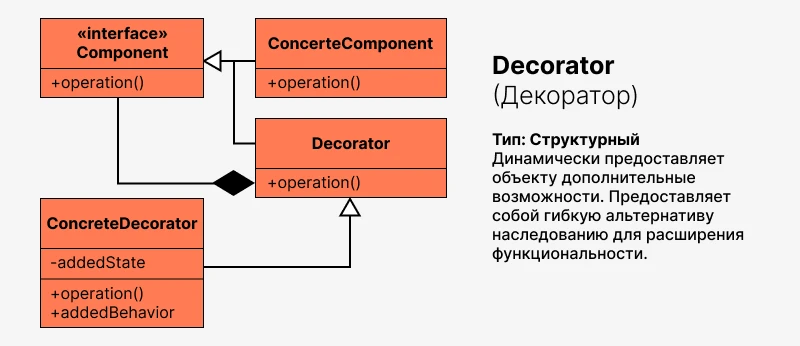 «interface»
Component
+operation()
ConcerteComponent
+operation()
Decorator
+operation()
ConcreteDecorator
-addedState
+operation()
+addedBehavior
Decorator
(Декоратор)
Тип: Структурный
Динамически предоставляет
объекту дополнительные
возможности. Предоставляет
собой гибкую альтернативу
наследованию для расширения
функциональности.